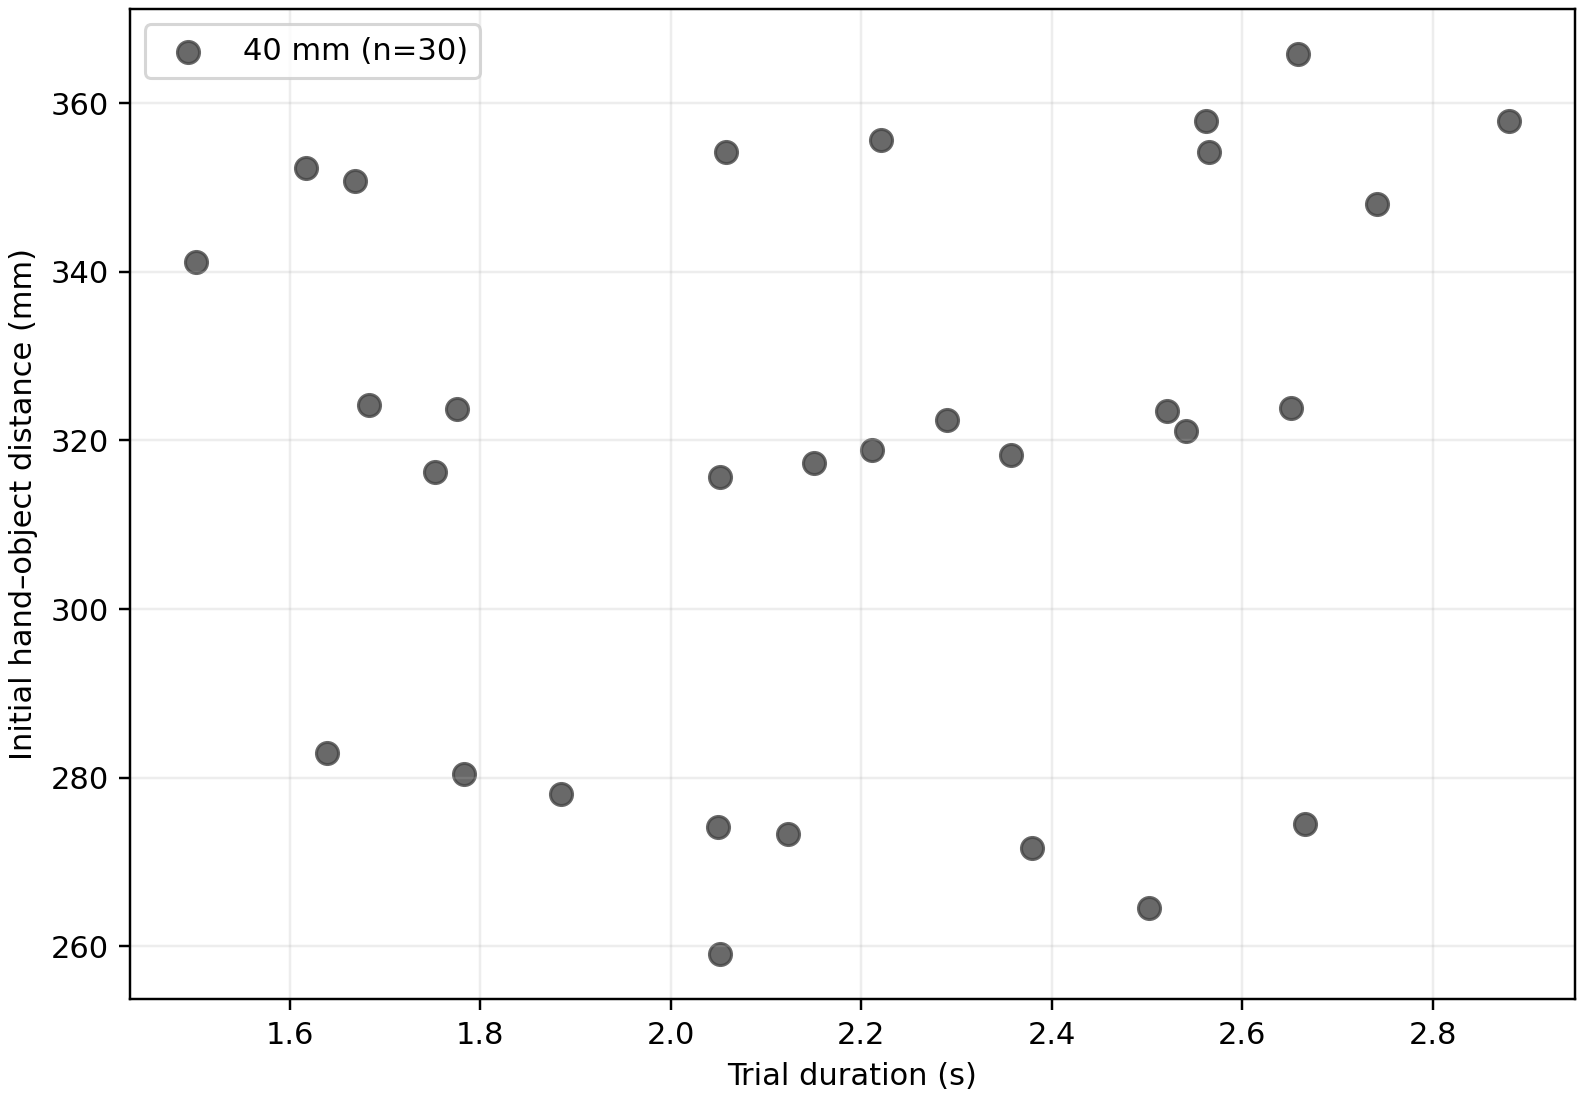 40 mm (n=30)
360
340
320
300
280
260
Initial hand–object distance (mm)
1.6 1.8 2.0 2.2 2.4 2.6 2.8
Trial duration (s)